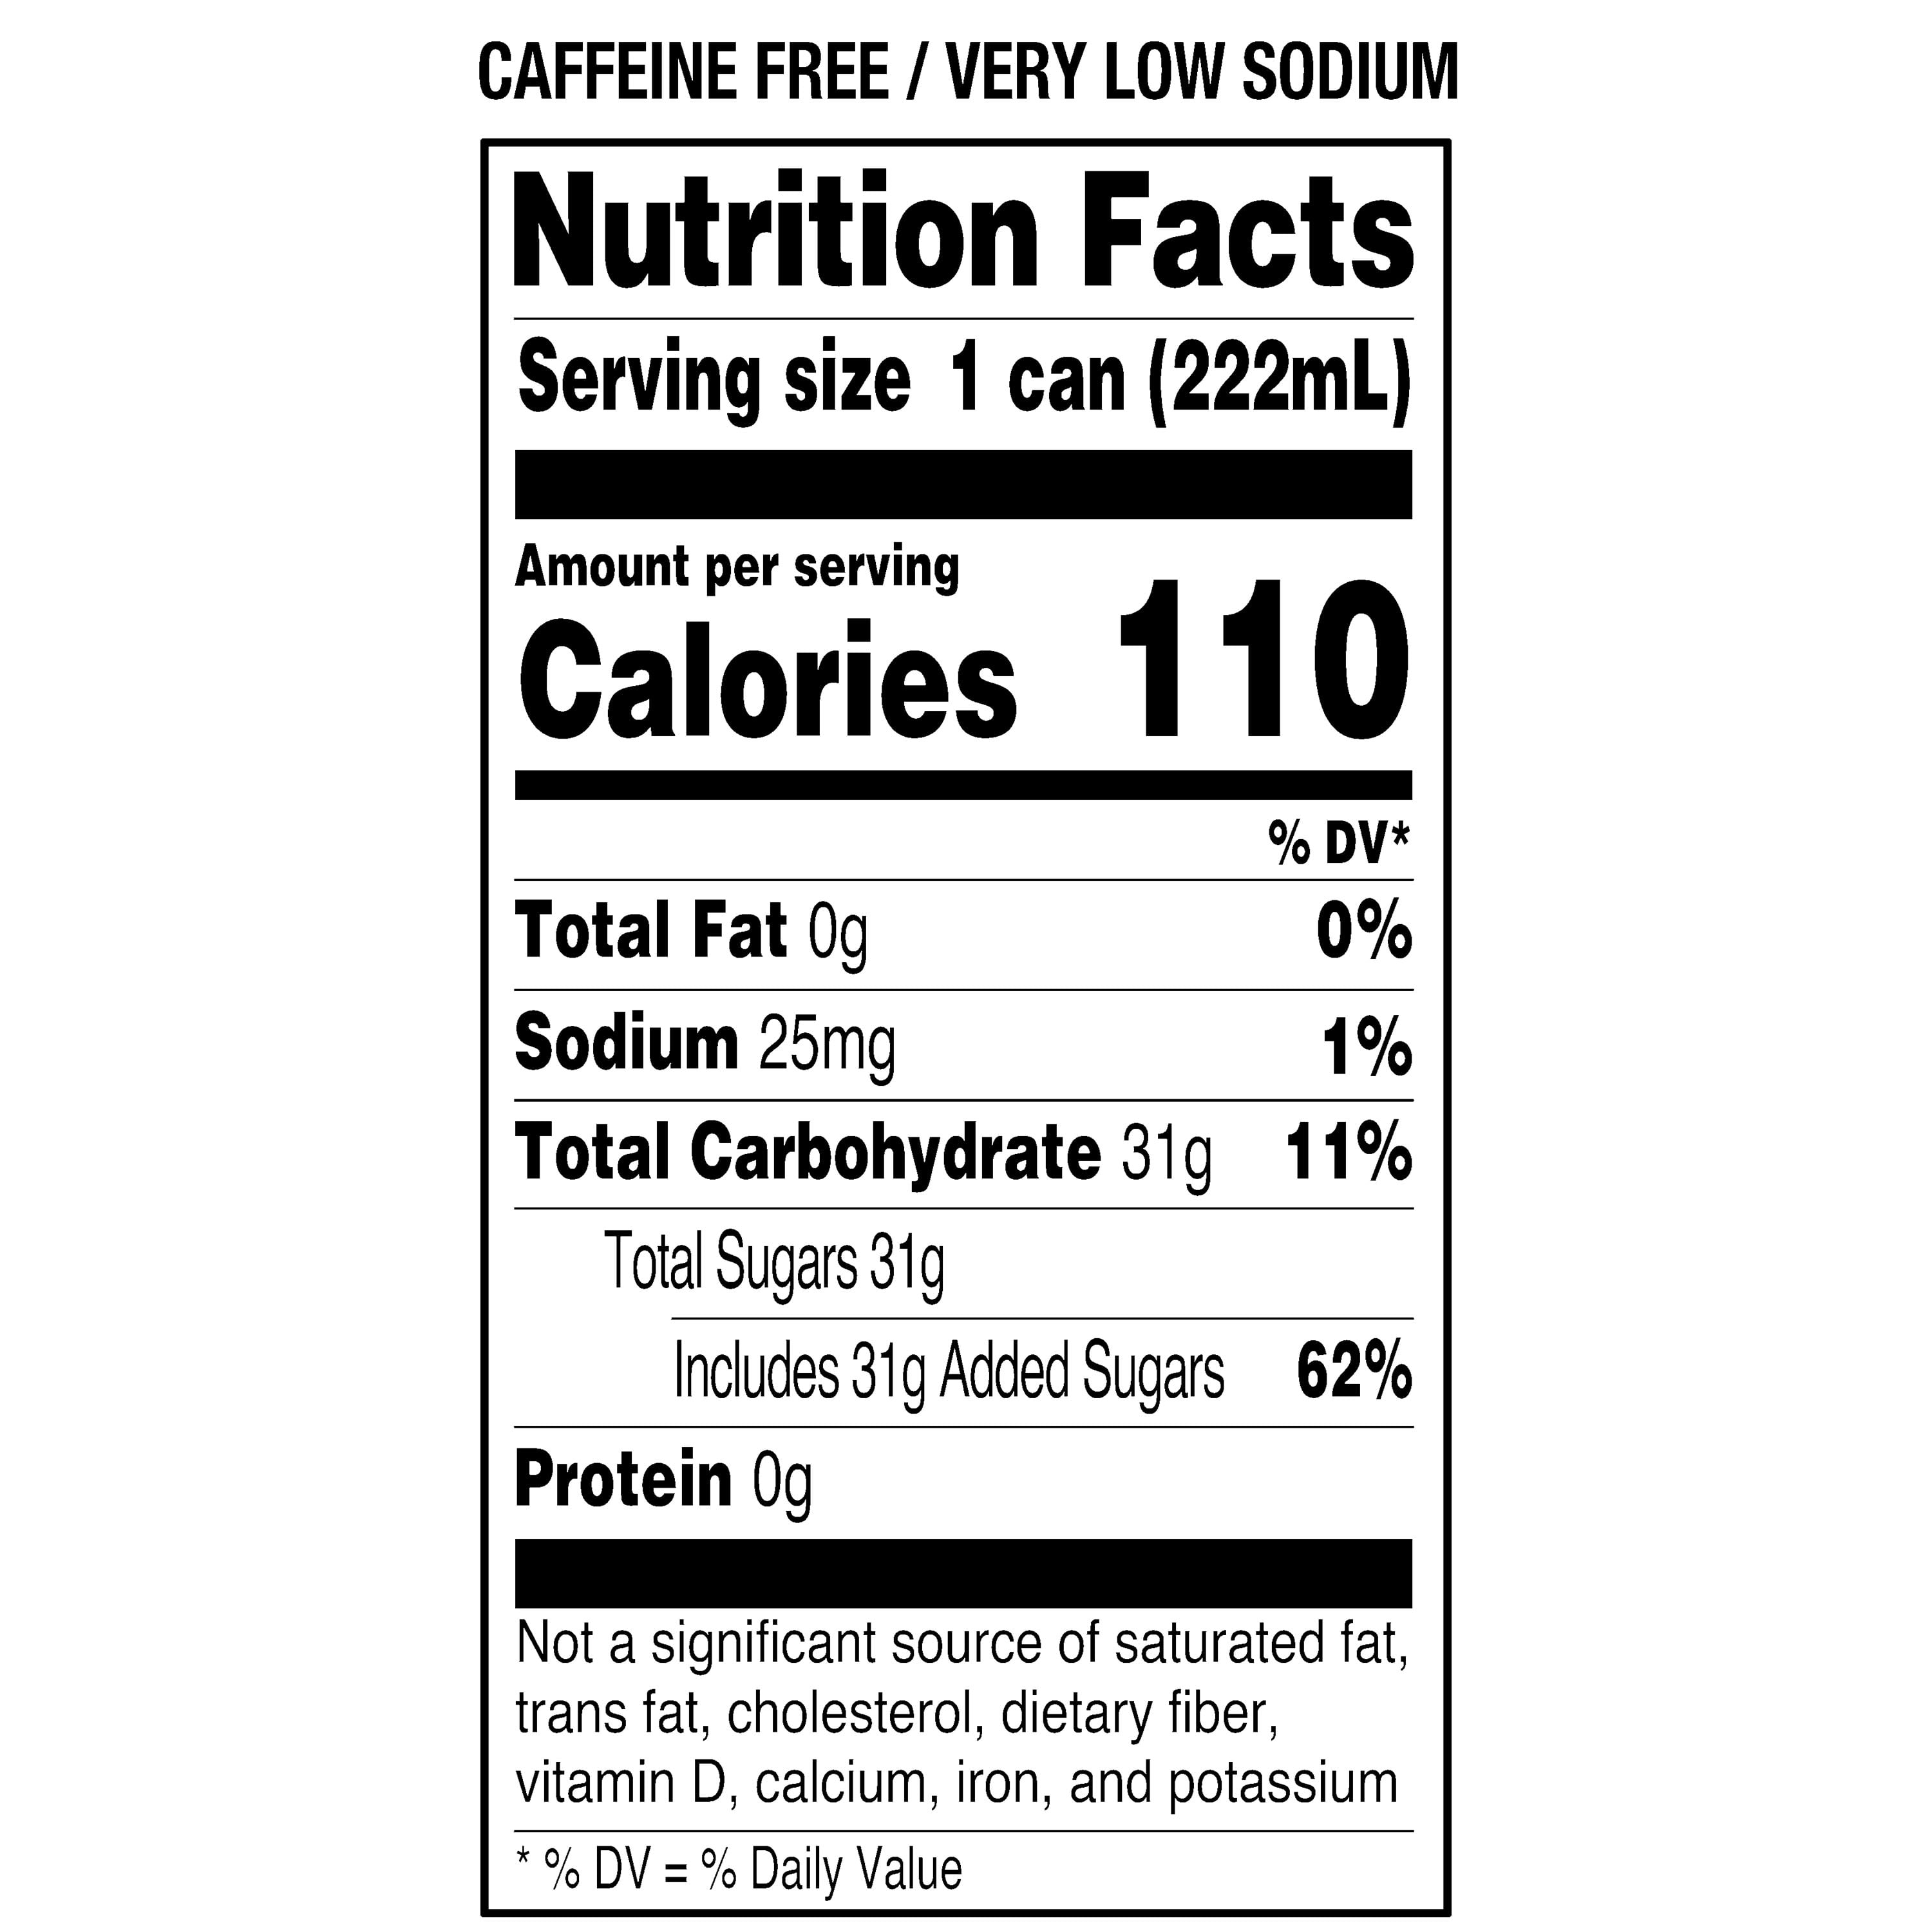 CAFFEINE FREE / VERY LOW SODIUM
Nutrition Facts
Serving size 1 can (222mL)
Amount per serving
Calories 110
% DV*
Total Fat 0g 0%
Sodium 25mg 1%
Total Carbohydrate 31g 11%
Total Sugars 31g
Includes 31g Added Sugars 62%
Protein 0g
Not a significant source of saturated fat,
trans fat, cholesterol, dietary fiber,
vitamin D, calcium, iron, and potassium
* % DV = % Daily Value